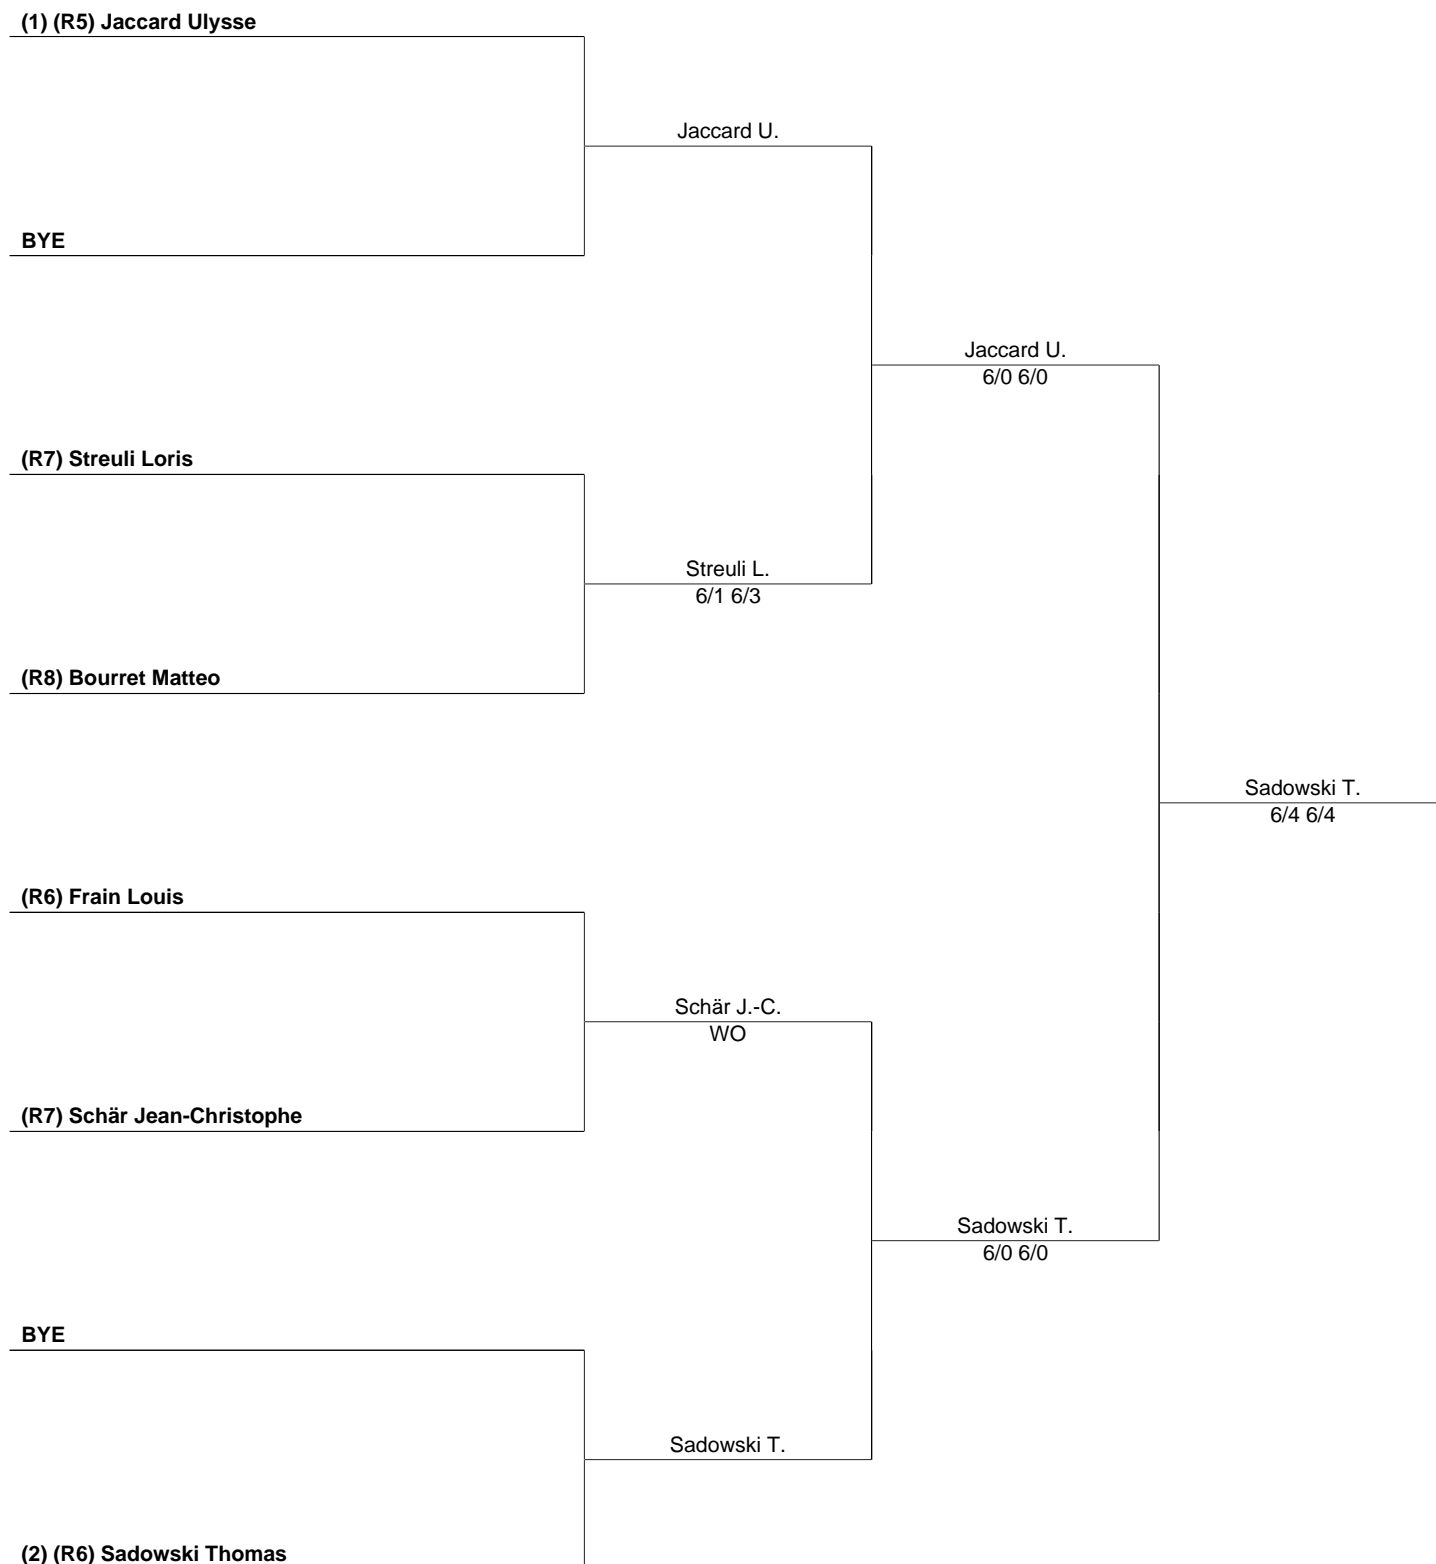 (1) (R5) Jaccard Ulysse
Jaccard U.
BYE
Jaccard U.
6/0 6/0
(R7) Streuli Loris
Streuli L.
6/1 6/3
(R8) Bourret Matteo
Sadowski T.
6/4 6/4
(R6) Frain Louis
Schär J.-C.
WO
(R7) Schär Jean-Christophe
Sadowski T.
6/0 6/0
BYE
Sadowski T.
(2) (R6) Sadowski Thomas